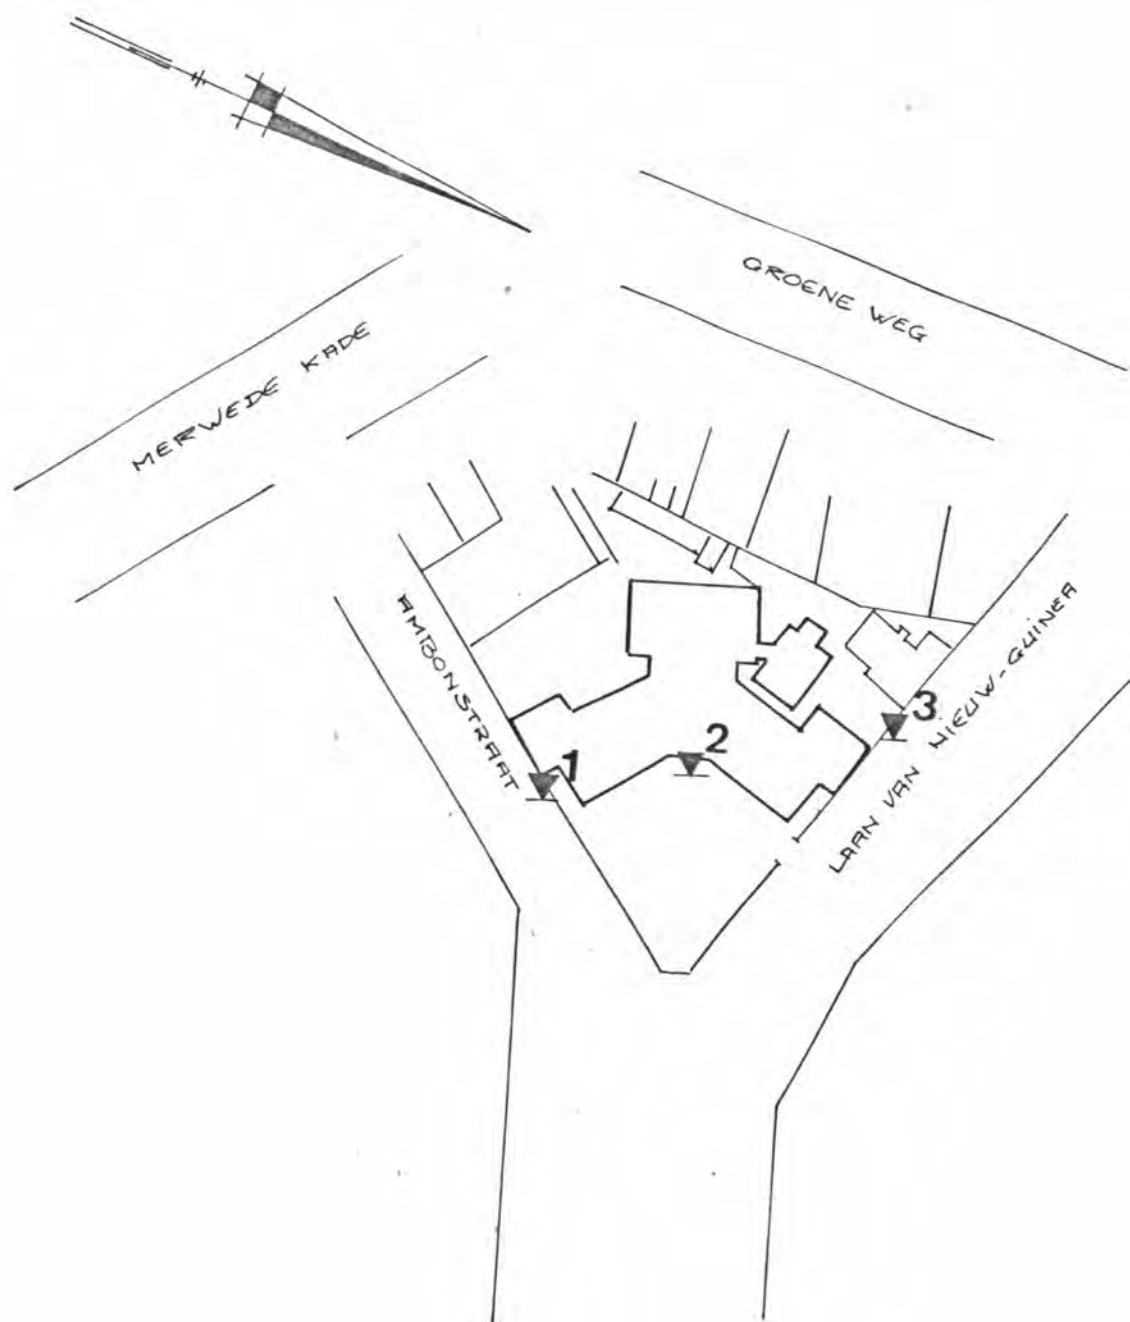 GROENE WEG
MERWEDE KADE
AMBONSTRAAT
LAAN VAN NIEUW-GUINEA
1
2
3